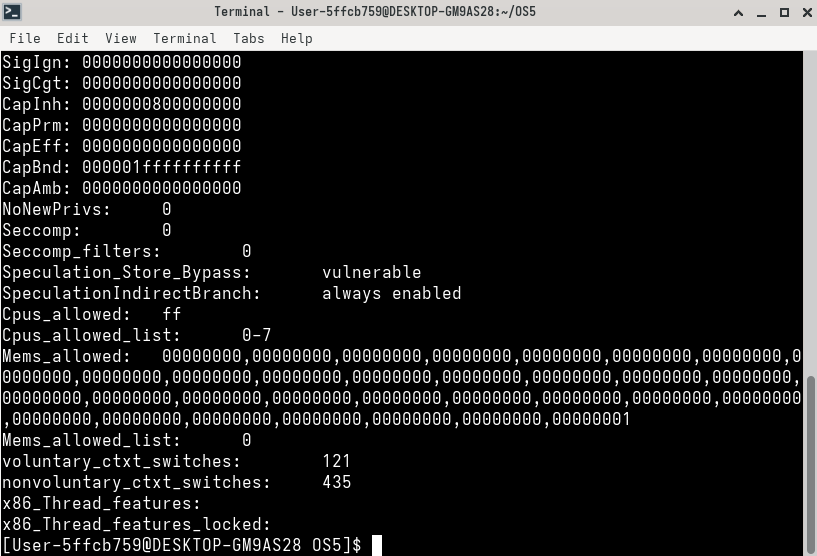 Terminal - User-5ffcb759@DESKTOP-GM9AS28:~/OS5
File Edit View Terminal Tabs Help
SigIgn: 0000000000000000
SigCgt: 0000000000000000
CapInh: 0000000800000000
CapPrm: 0000000000000000
CapEff: 0000000000000000
CapBnd: 000001ffffffffff
CapAmb: 0000000000000000
NoNewPrivs:     0
Seccomp:        0
Seccomp_filters:        0
Speculation_Store_Bypass:       vulnerable
SpeculationIndirectBranch:      always enabled
Cpus_allowed:   ff
Cpus_allowed_list:      0-7
Mems_allowed:   00000000,00000000,00000000,00000000,00000000,00000000,00000000,0
0000000,00000000,00000000,00000000,00000000,00000000,00000000,00000000,00000000,
00000000,00000000,00000000,00000000,00000000,00000000,00000000,00000000,00000000
,00000000,00000000,00000000,00000000,00000000,00000000,00000001
Mems_allowed_list:      0
voluntary_ctxt_switches:        121
nonvoluntary_ctxt_switches:     435
x86_Thread_features:
x86_Thread_features_locked:
[User-5ffcb759@DESKTOP-GM9AS28 OS5]$